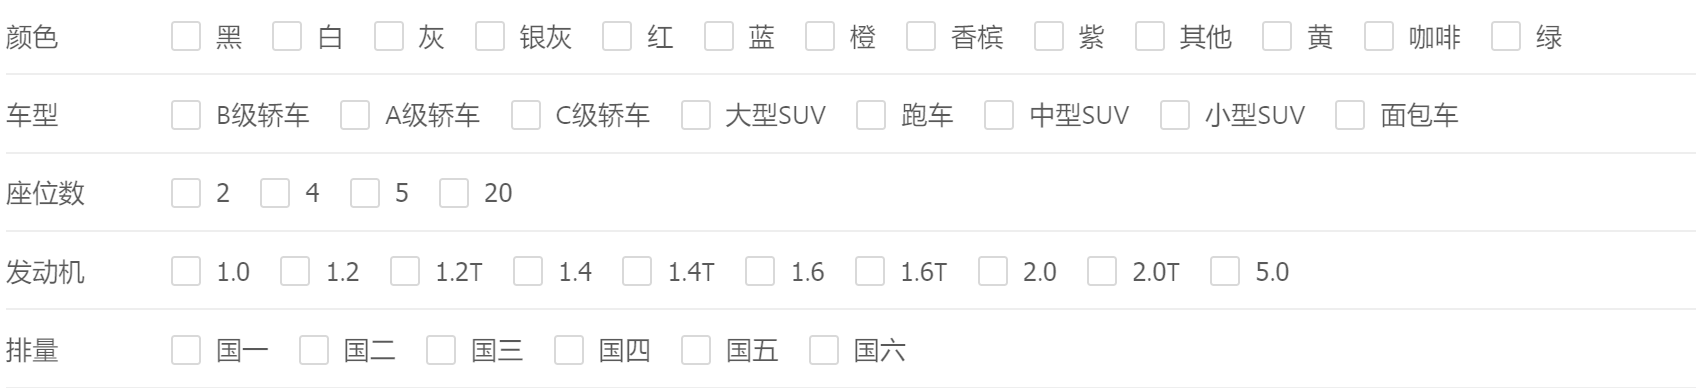 颜色 黑 白 灰 银灰 红 蓝 橙 香槟 紫 其他 黄 咖啡 绿
车型 B级轿车 A级轿车 C级轿车 大型SUV 跑车 中型SUV 小型SUV 面包车
座位数 2 4 5 20
发动机 1.0 1.2 1.2T 1.4 1.4T 1.6 1.6T 2.0 2.0T 5.0
排量 国一 国二 国三 国四 国五 国六